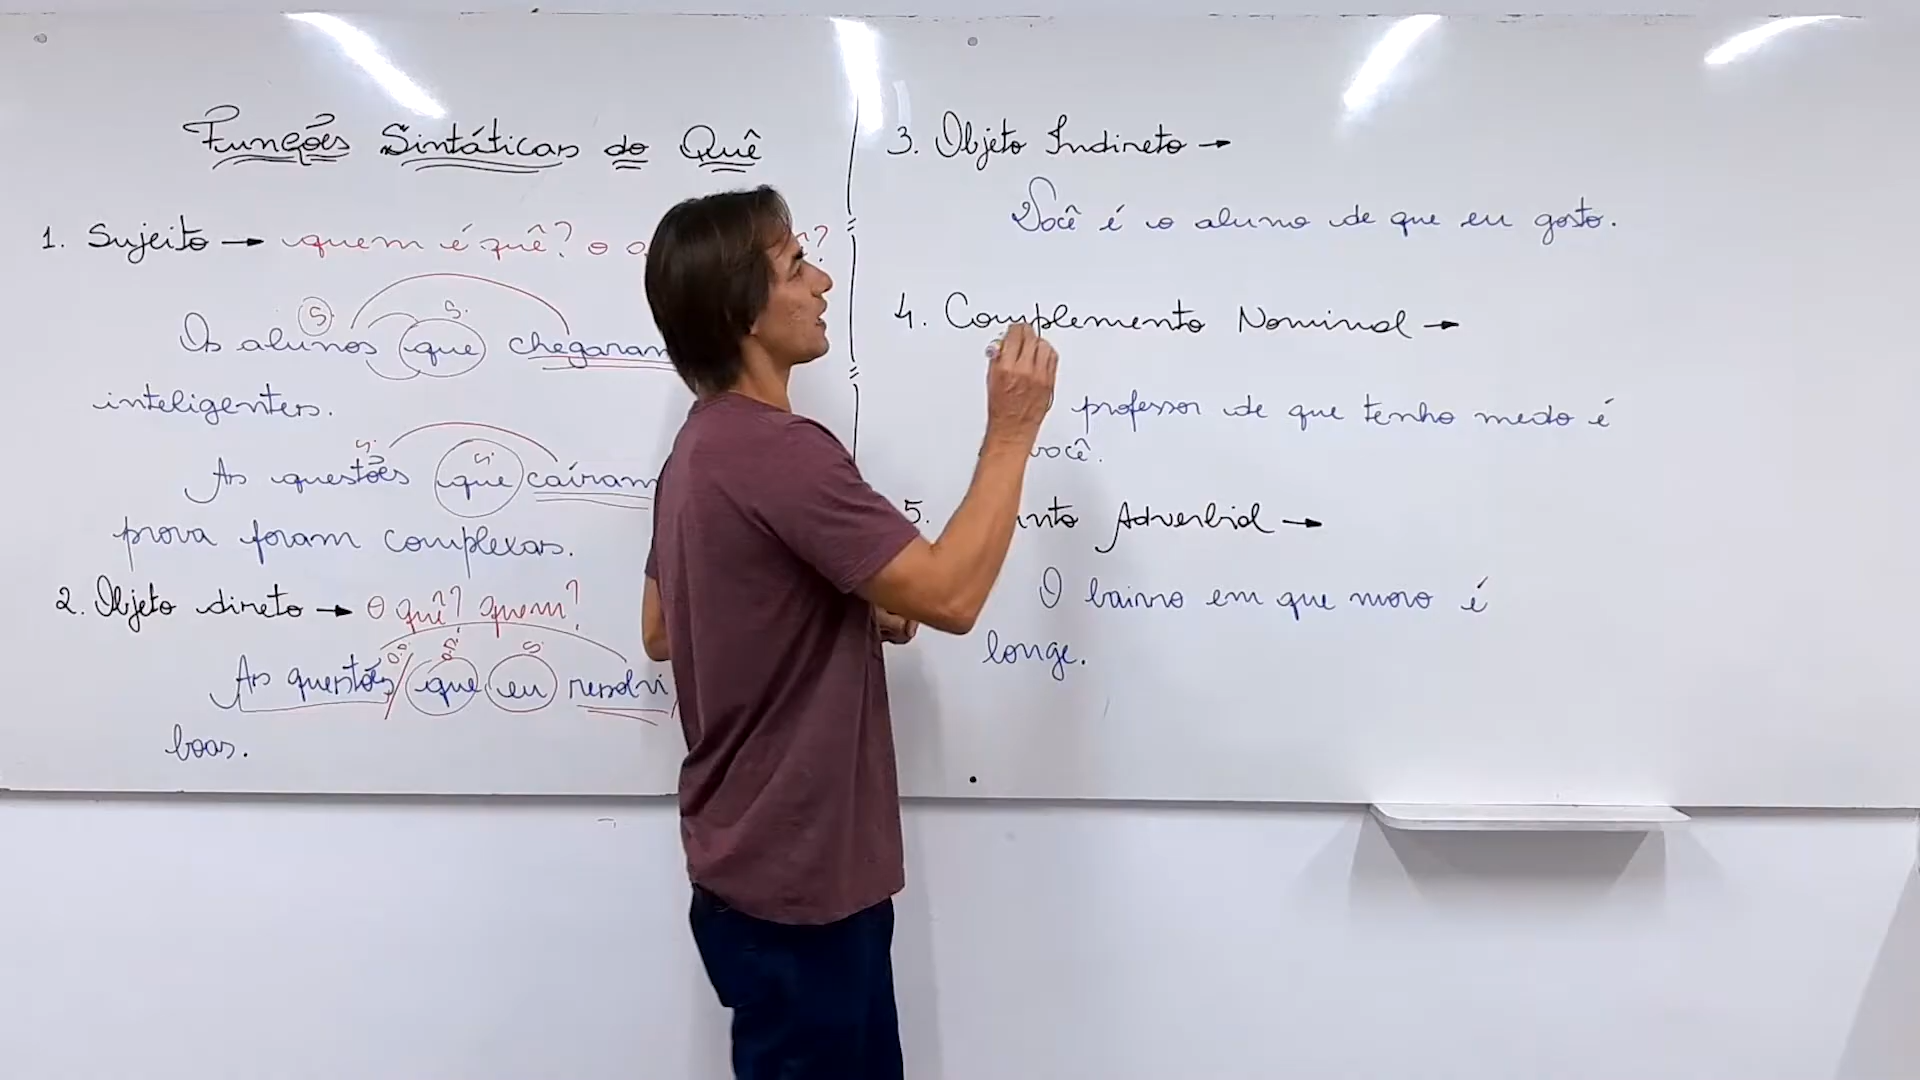 Funções Sintáticas do Quê
1. Sujeito → quem é quê? o
S. S.
Os alunos que chegaram
inteligentes.
S. S.
As questões que caíram
prova foram complexas.
2. Objeto direto → O quê? quem?
O.D. O.D. S.
As questões que eu resolvi
boas.
3. Objeto Indireto →
Você é o aluno de que eu gosto.
4. Complemento Nominal →
professor de que tenho medo é
você.
5. Adverbial →
O bairro em que moro é
longe.